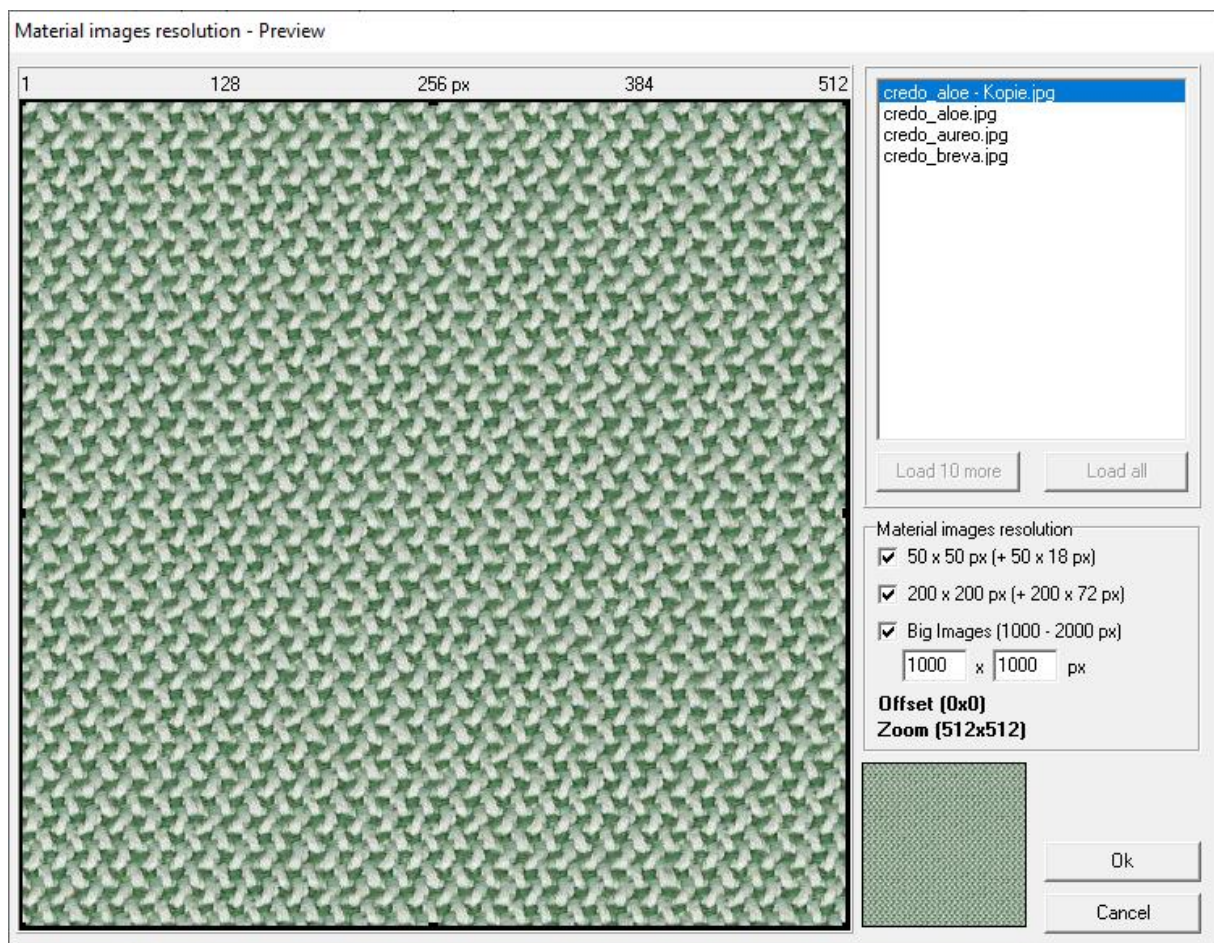 Material images resolution - Preview
1 128 256 px 384 512
credo_aloe - Kopie.jpg
credo_aloe.jpg
credo_aureo.jpg
credo_breva.jpg
Load 10 more Load all
Material images resolution
50 x 50 px (+ 50 x 18 px)
200 x 200 px (+ 200 x 72 px)
Big Images (1000 - 2000 px)
1000 x 1000 px
Offset (0x0)
Zoom (512x512)
Ok
Cancel